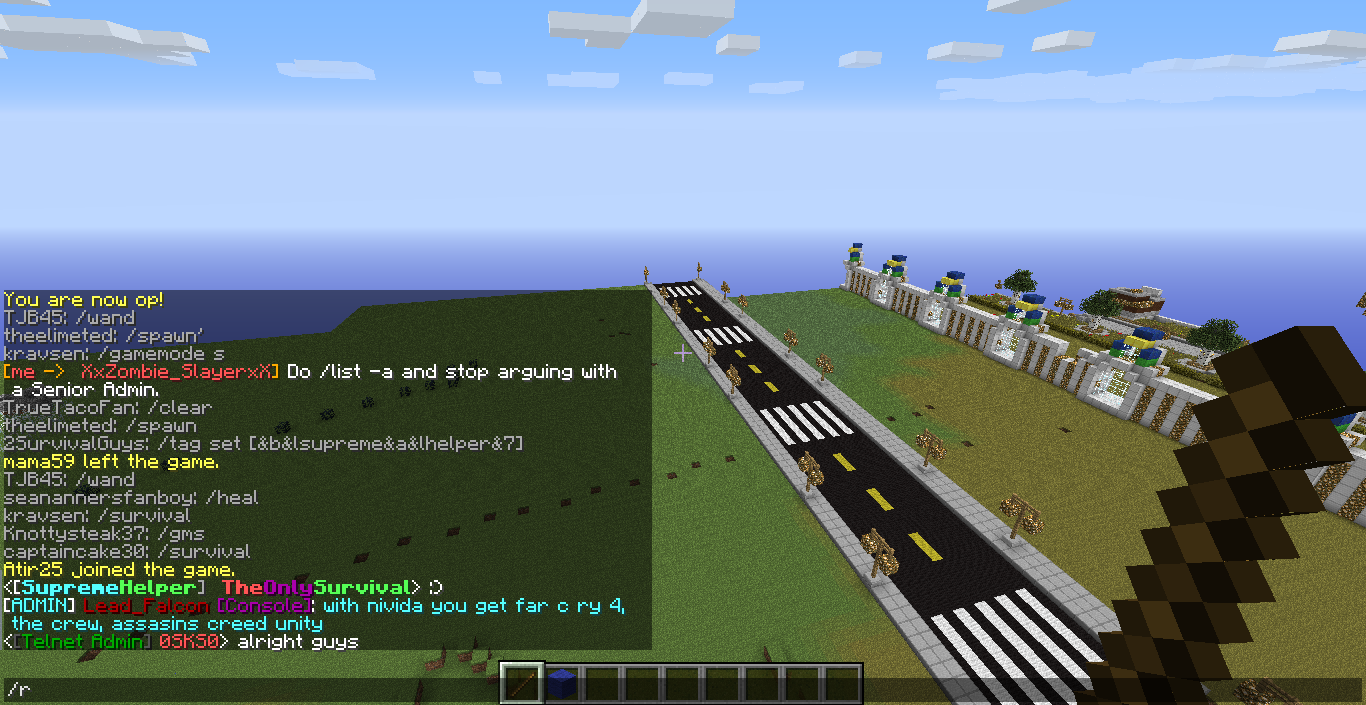 You are now op!
TJB45: /wand
theelimeted: /spawn'
kravsen: /gamemode s
[me -> XxZombie_SlayerxX] Do /list -a and stop arguing with
a Senior Admin.
TrueTacoFan: /clear
theelimeted: /spawn
2SurvivalGuys: /tag set [&b&lsupreme&a&lhelper&7]
mama59 left the game.
TJB45: /wand
seanannersfanboy: /heal
kravsen: /survival
Knottysteak37: /gms
captaincake30: /survival
Atir25 joined the game.
<[SupremeHelper] TheOnlySurvival> :)
[ADMIN] Lead_Falcon [Console]: with nivida you get far c ry 4,
the crew, assasins creed unity
<[Telnet Admin] OSK50> alright guys
/r